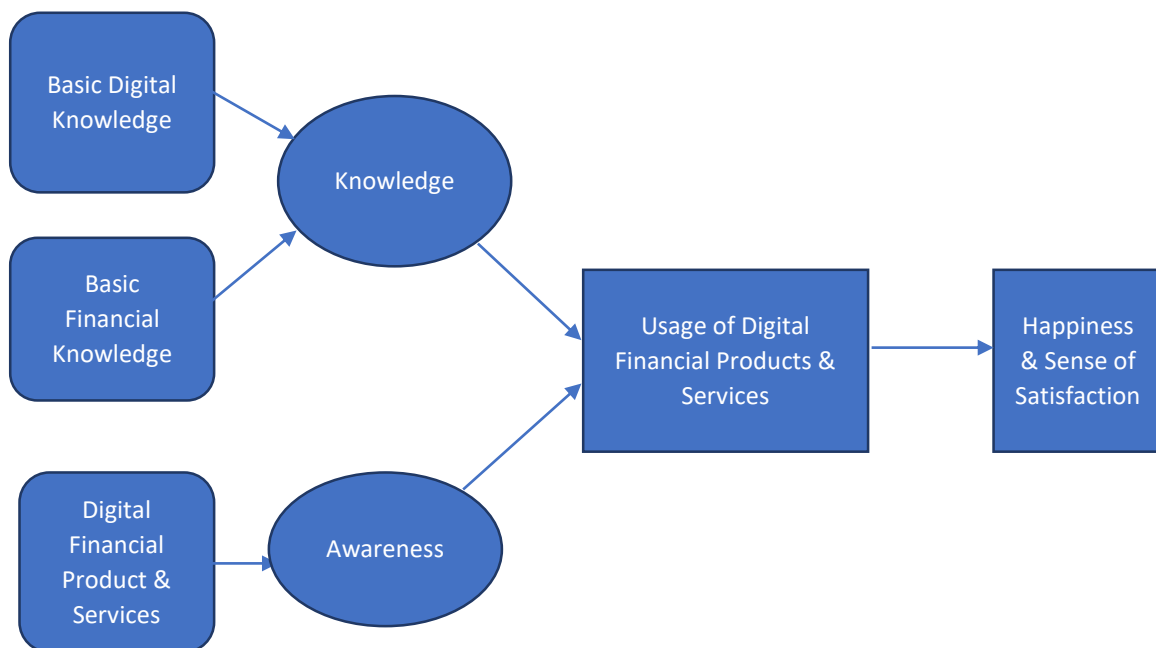 Basic Digital
Knowledge
Knowledge
Basic
Financial
Knowledge
Usage of Digital
Financial Products &
Services
Happiness
& Sense of
Satisfaction
Digital
Financial
Product &
Services
Awareness